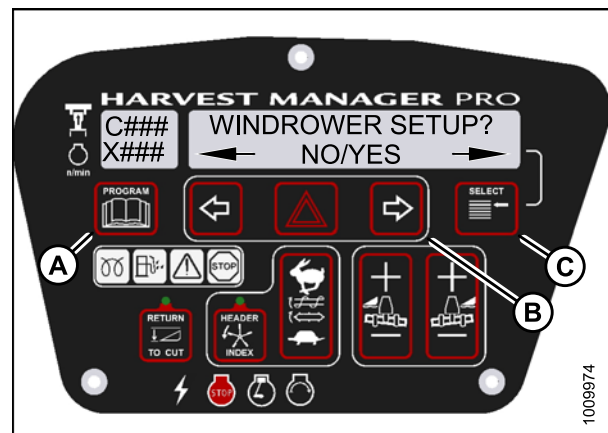 HARVEST MANAGER PRO
C###
X###
WINDROWER SETUP?
NO/YES
n/min
PROGRAM
SELECT
A
B
C
STOP
RETURN
TO CUT
HEADER
INDEX
STOP
1009974